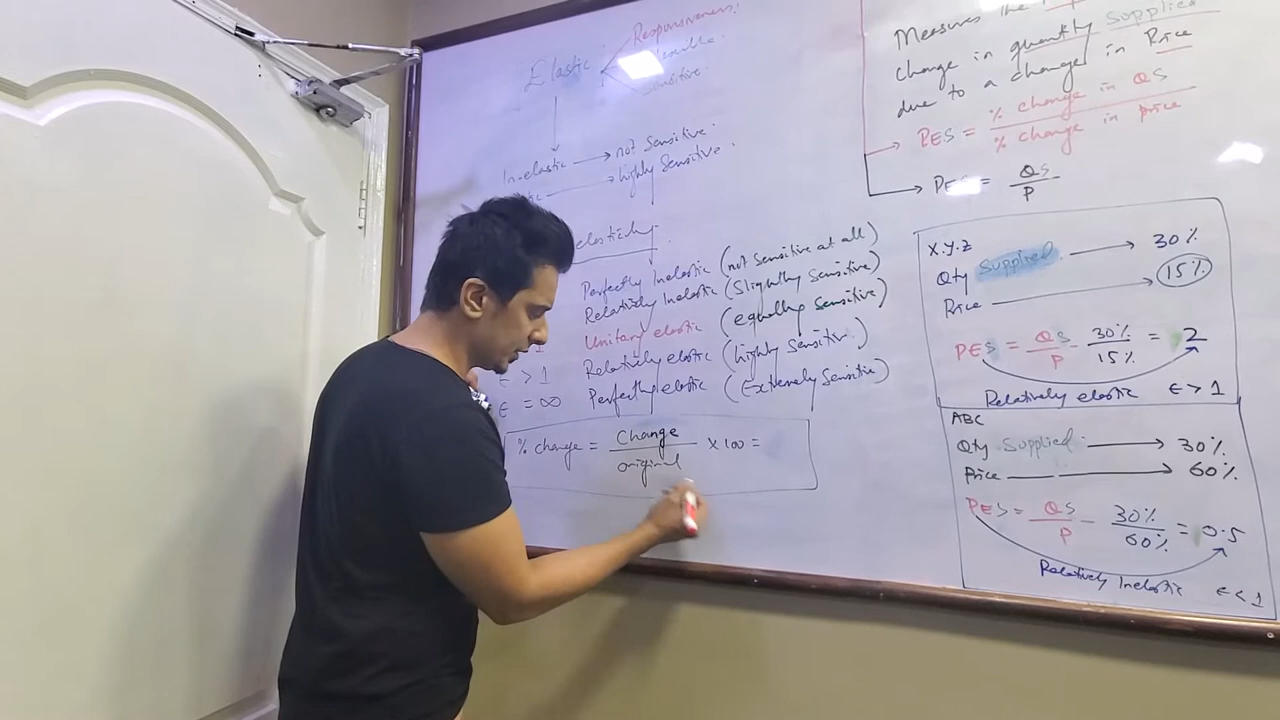 Responsiveness.
Elastic
sensitive.
In-elastic → not sensitive.
→ highly sensitive.
elasticity
Perfectly Inelastic (not sensitive at all)
Relatively Inelastic (Slightly sensitive)
1 Unitary elastic (equally sensitive)
ϵ > 1 Relatively elastic (highly sensitive.)
ϵ = ∞ Perfectly elastic (Extremely Sensitive)
% change = Change / original × 100 =
Measures the
change in quantity supplied
due to a change in Price
PES = % change in QS / % change in price
PES = QS / P
X.Y.Z
Qty Supplied. → 30%
Price → 15%
PES = QS / P = 30% / 15% = 2
Relatively elastic ϵ > 1
ABC
Qty Supplied. → 30%
Price → 60%
PES = QS / P - 30% / 60% = 0.5
Relatively Inelastic ϵ < 1